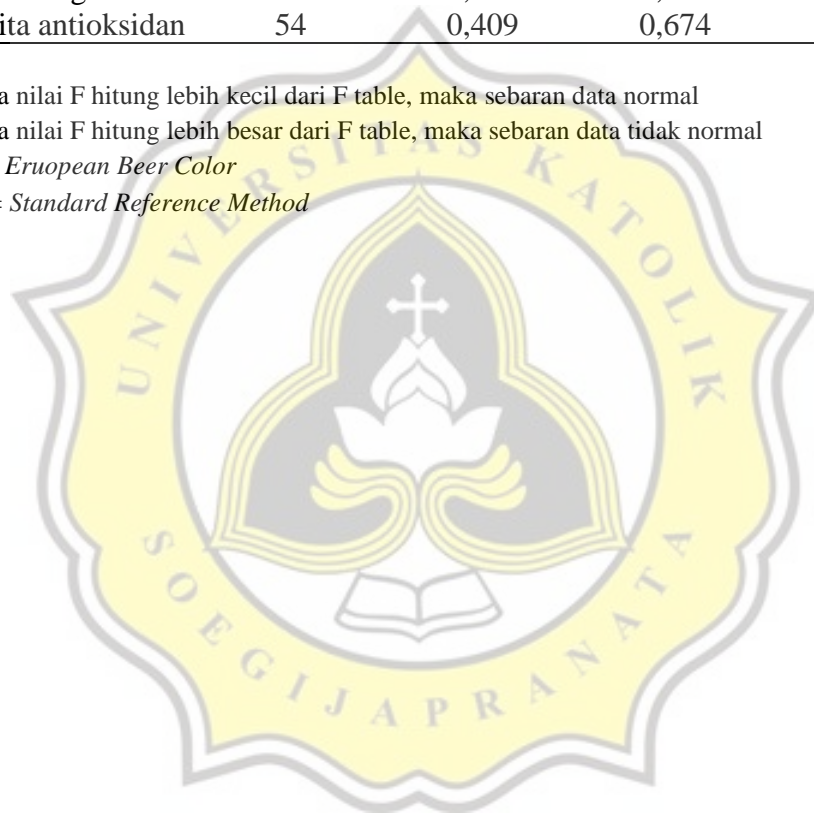 ita antioksidan 54 0,409 0,674
a nilai F hitung lebih kecil dari F table, maka sebaran data normal
a nilai F hitung lebih besar dari F table, maka sebaran data tidak normal
Eruopean Beer Color
= Standard Reference Method
UNIVERSITAS KATOLIK
SOEGIJAPRANATA